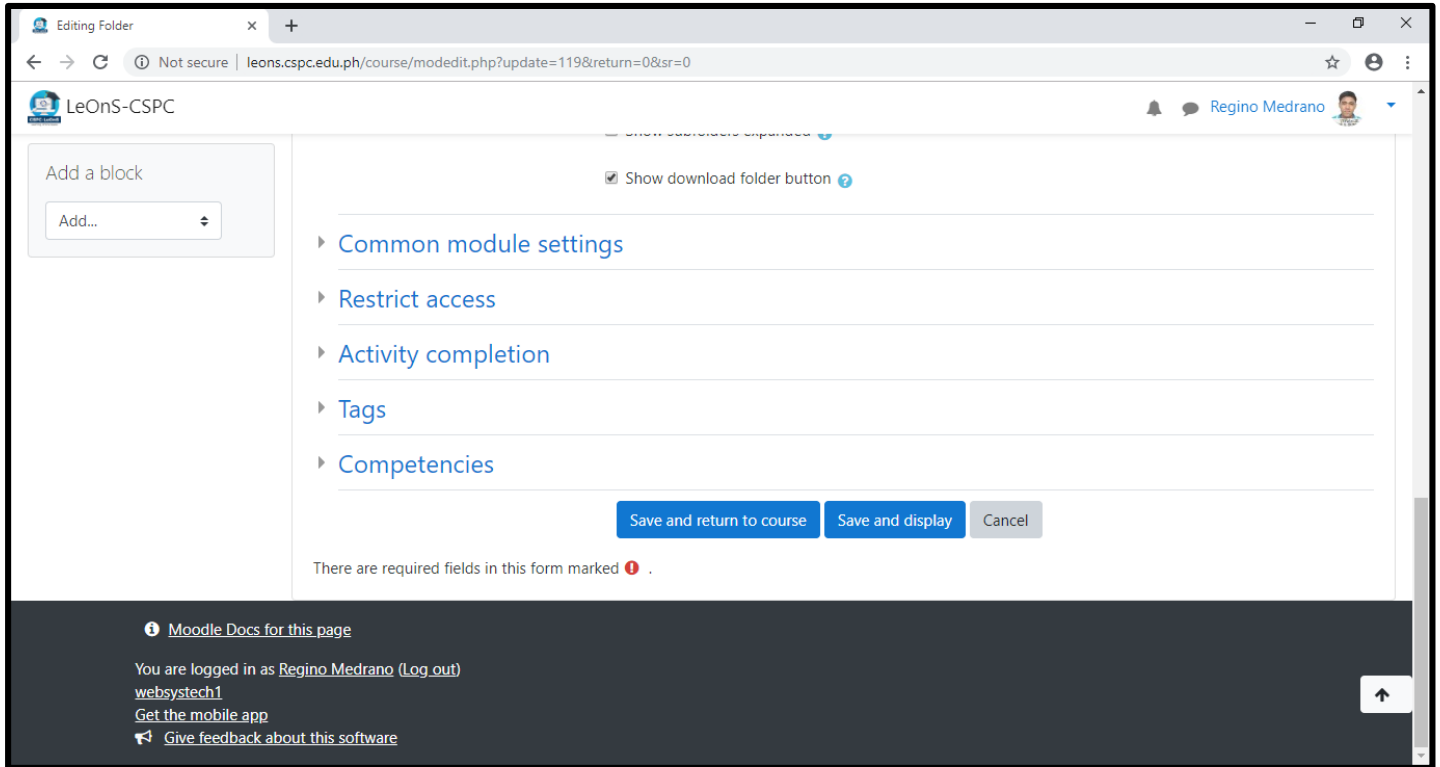 Editing Folder
Not secure | leons.cspc.edu.ph/course/modedit.php?update=119&return=0&sr=0
LeOnS-CSPC
Regino Medrano
Show subfolders expanded
Add a block
Show download folder button
Add...
Common module settings
Restrict access
Activity completion
Tags
Competencies
Save and return to course Save and display Cancel
There are required fields in this form marked .
Moodle Docs for this page
You are logged in as Regino Medrano (Log out)
websystech1
Get the mobile app
Give feedback about this software